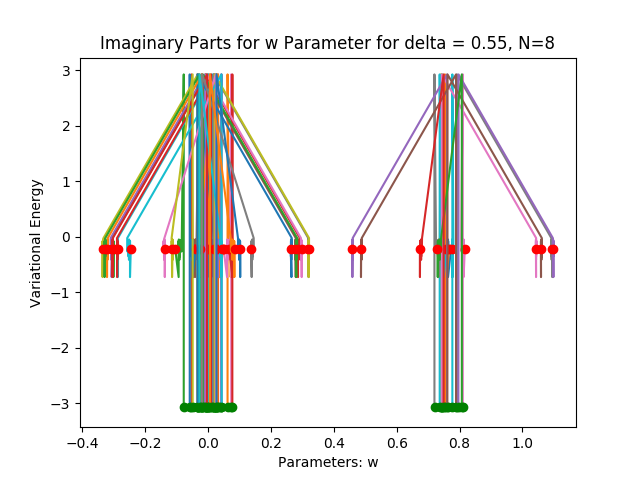 Imaginary Parts for w Parameter for delta = 0.55, N=8
3
2
1
0
−1
−2
−3
Variational Energy
−0.4 −0.2 0.0 0.2 0.4 0.6 0.8 1.0
Parameters: w